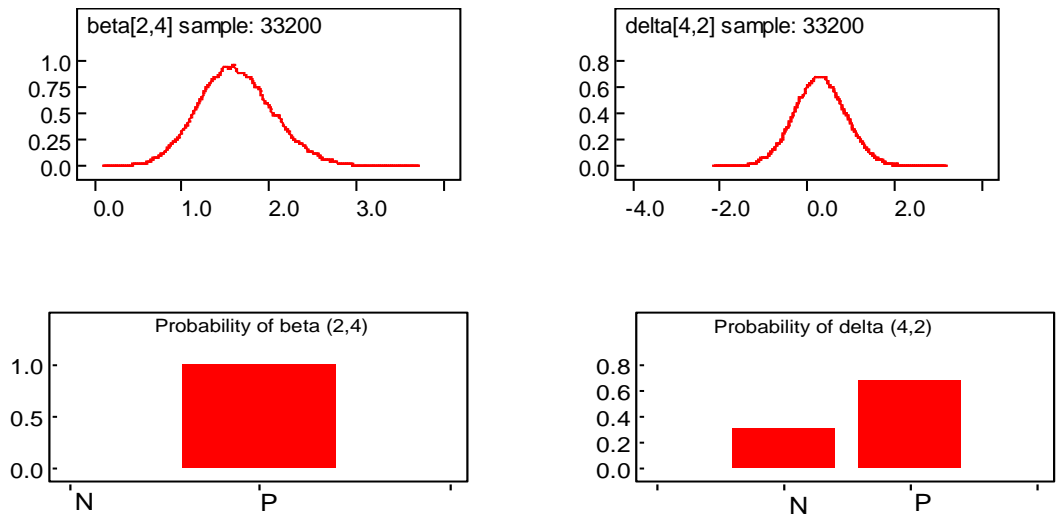 beta[2,4] sample: 33200
1.0
0.75
0.5
0.25
0.0
0.0 1.0 2.0 3.0
delta[4,2] sample: 33200
0.8
0.6
0.4
0.2
0.0
-4.0 -2.0 0.0 2.0
Probability of beta (2,4)
1.0
0.5
0.0
N P
Probability of delta (4,2)
0.8
0.6
0.4
0.2
0.0
N P